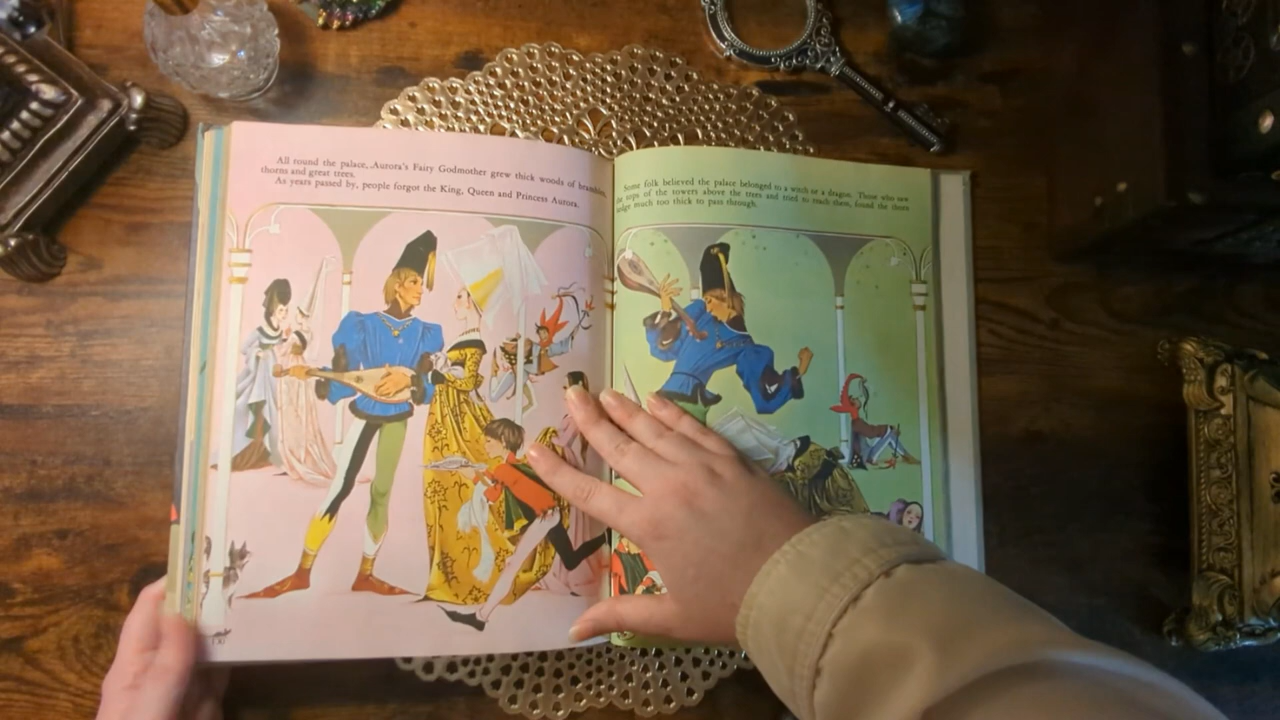 All round the palace, Aurora's Fairy Godmother grew thick woods of brambles,
thorns and great trees.
As years passed by, people forgot the King, Queen and Princess Aurora.
Some folk believed the palace belonged to a witch or a dragon. Those who saw
the tops of the towers above the trees and tried to reach them, found the thorn
hedge much too thick to pass through.